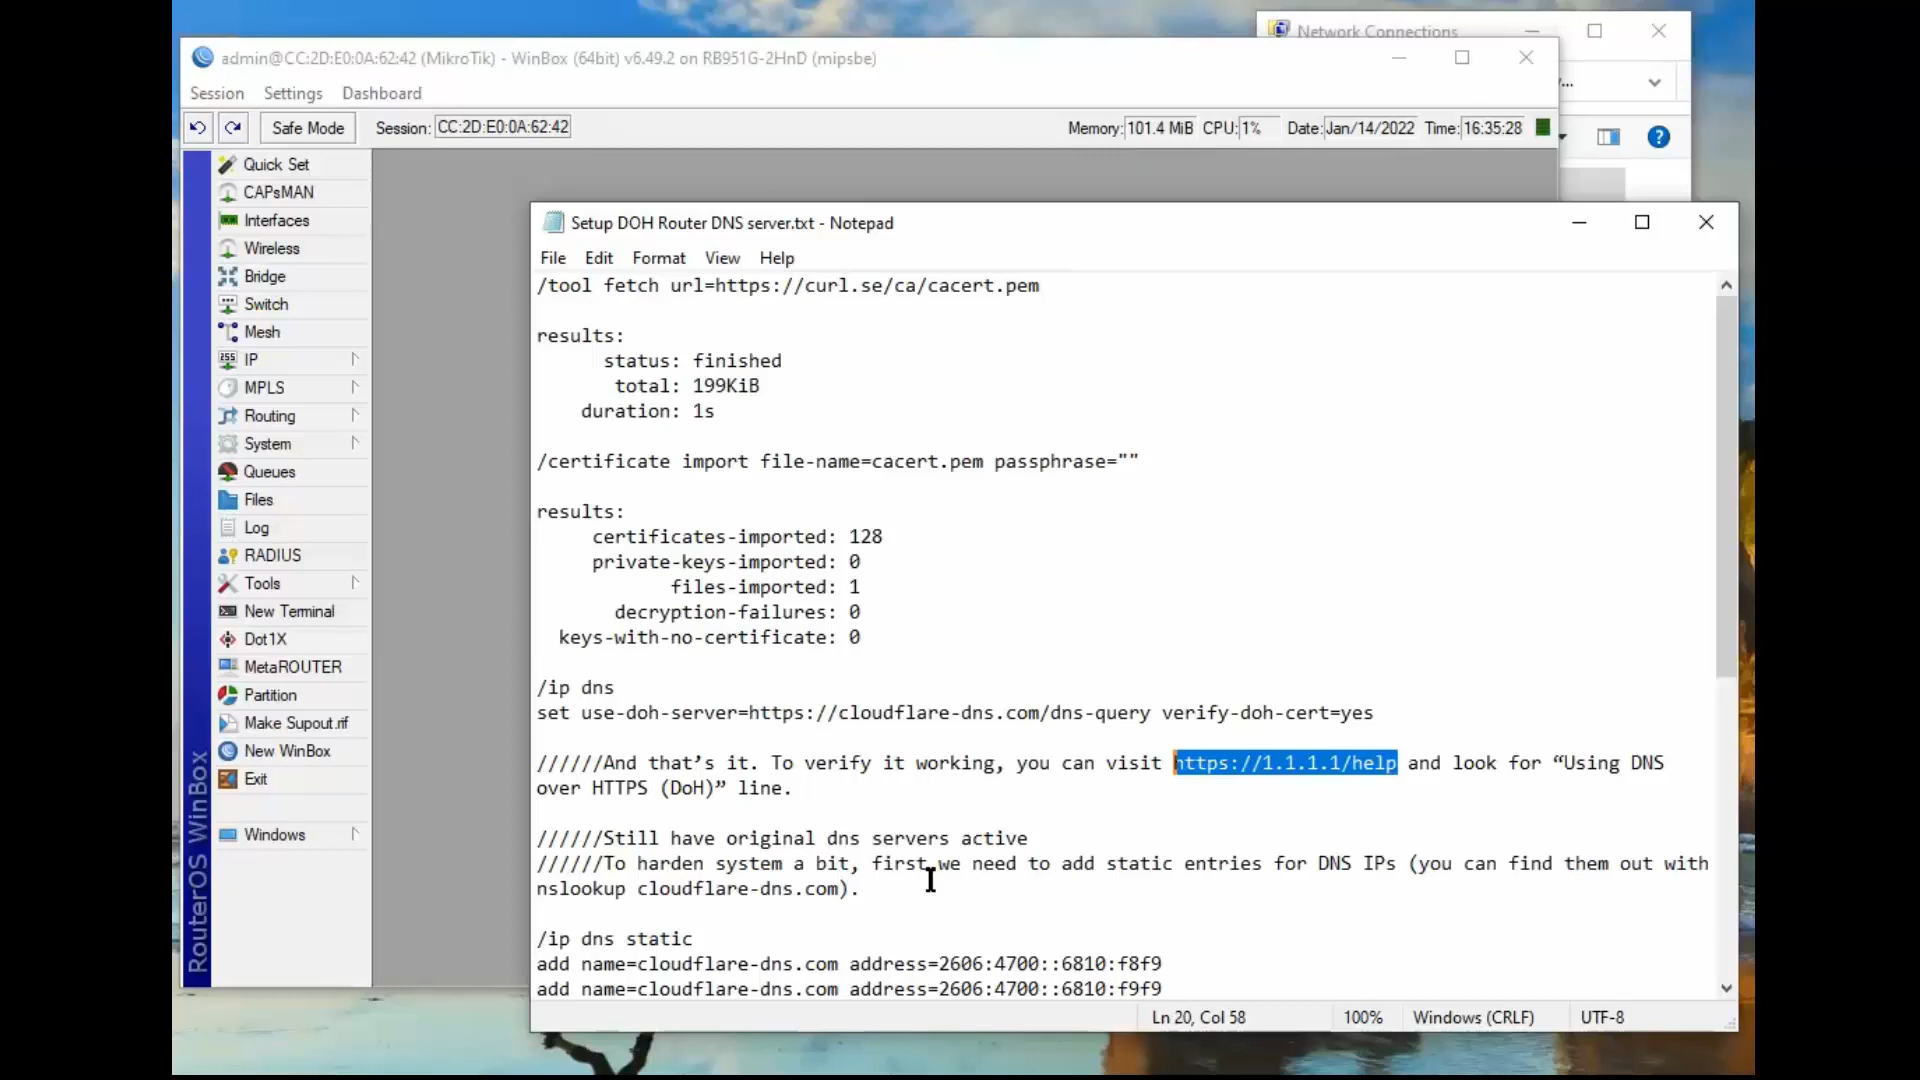 Network Connections
admin@CC:2D:E0:0A:62:42 (MikroTik) - WinBox (64bit) v6.49.2 on RB951G-2HnD (mipsbe)
Session Settings Dashboard
Safe Mode Session: CC:2D:E0:0A:62:42 Memory: 101.4 MiB CPU: 1% Date: Jan/14/2022 Time: 16:35:28
Quick Set
CAPsMAN
Interfaces
Wireless
Bridge
Switch
Mesh
IP
MPLS
Routing
System
Queues
Files
Log
RADIUS
Tools
New Terminal
Dot1X
MetaROUTER
Partition
Make Supout.rif
New WinBox
Exit
Windows
RouterOS WinBox
Setup DOH Router DNS server.txt - Notepad
File Edit Format View Help
/tool fetch url=https://curl.se/ca/cacert.pem
results:
status: finished
total: 199KiB
duration: 1s
/certificate import file-name=cacert.pem passphrase=""
results:
certificates-imported: 128
private-keys-imported: 0
files-imported: 1
decryption-failures: 0
keys-with-no-certificate: 0
/ip dns
set use-doh-server=https://cloudflare-dns.com/dns-query verify-doh-cert=yes
//////And that’s it. To verify it working, you can visit https://1.1.1.1/help and look for “Using DNS
over HTTPS (DoH)” line.
//////Still have original dns servers active
//////To harden system a bit, first we need to add static entries for DNS IPs (you can find them out with
nslookup cloudflare-dns.com).
/ip dns static
add name=cloudflare-dns.com address=2606:4700::6810:f8f9
add name=cloudflare-dns.com address=2606:4700::6810:f9f9
Ln 20, Col 58 100% Windows (CRLF) UTF-8